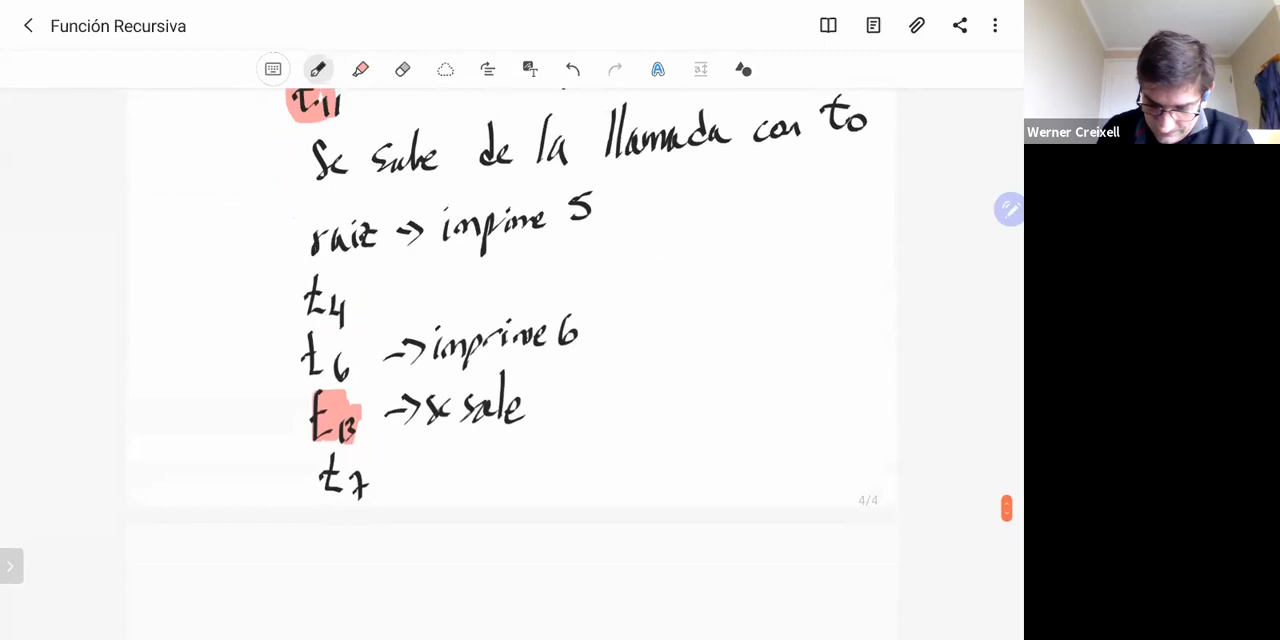 Función Recursiva
Werner Creixell
t11
se sale de la llamada con to
raiz -> imprime 5
t4
t6 -> imprime 6
t13 -> se sale
t7
4/4